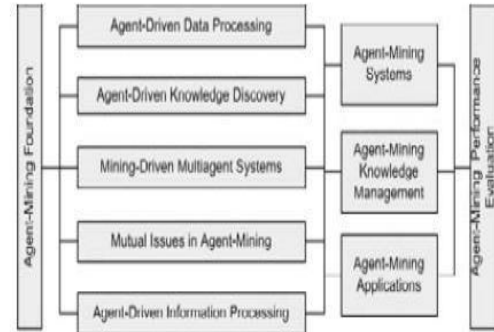 Agent-Mining Foundation
Agent-Driven Data Processing
Agent-Driven Knowledge Discovery
Mining-Driven Multiagent Systems
Mutual Issues in Agent-Mining
Agent-Driven Information Processing
Agent-Mining
Systems
Agent-Mining
Knowledge
Management
Agent-Mining
Applications
Agent-Mining Performance
Evaluation